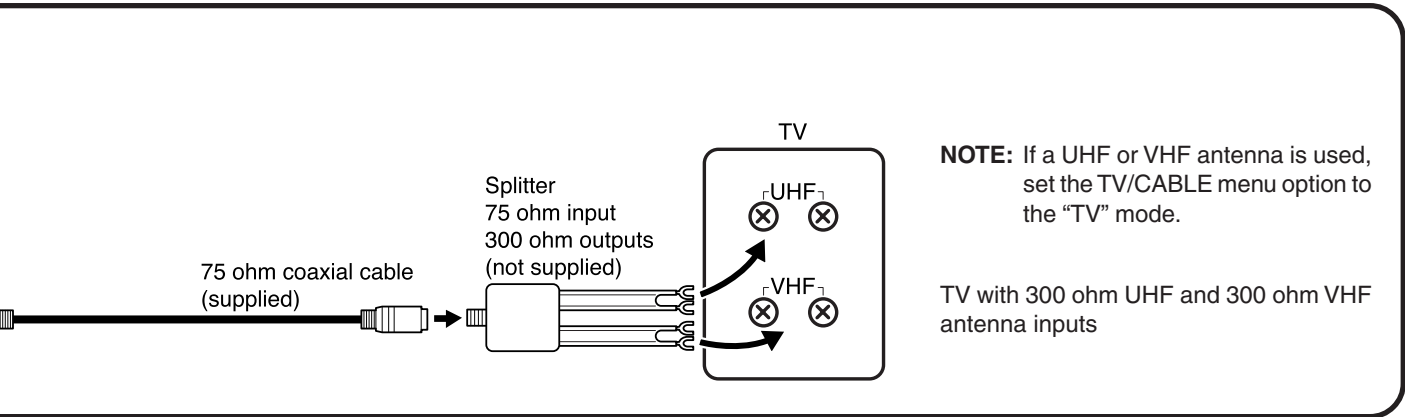 75 ohm coaxial cable
(supplied)
Splitter
75 ohm input
300 ohm outputs
(not supplied)
TV
UHF
VHF
NOTE: If a UHF or VHF antenna is used,
set the TV/CABLE menu option to
the “TV” mode.
TV with 300 ohm UHF and 300 ohm VHF
antenna inputs